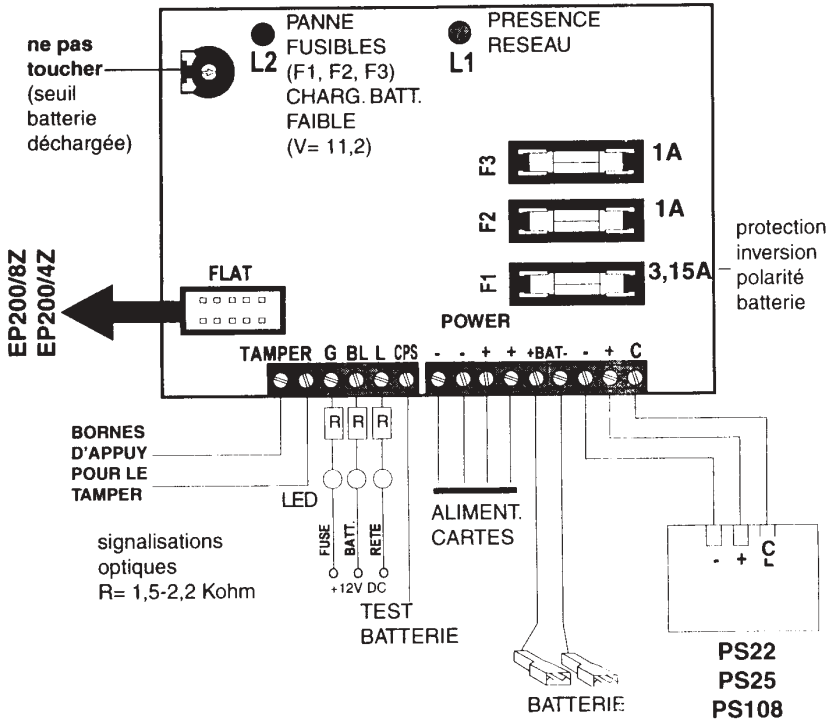 ne pas
toucher
(seuil
batterie
déchargée)
L2
PANNE
FUSIBLES
(F1, F2, F3)
CHARG. BATT.
FAIBLE
(V= 11,2)
L1
PRESENCE
RESEAU
F3
1A
F2
1A
F1
3,15A
protection
inversion
polarité
batterie
EP200/8Z
EP200/4Z
FLAT
POWER
TAMPER G BL L CPS
- - + + +BAT- - + C
BORNES
D'APPUY
POUR LE
TAMPER
R R R
LED
FUSE
BATT.
RETE
+12V DC
signalisations
optiques
R= 1,5-2,2 Kohm
TEST
BATTERIE
ALIMENT.
CARTES
BATTERIE
- + C
PS22
PS25
PS108